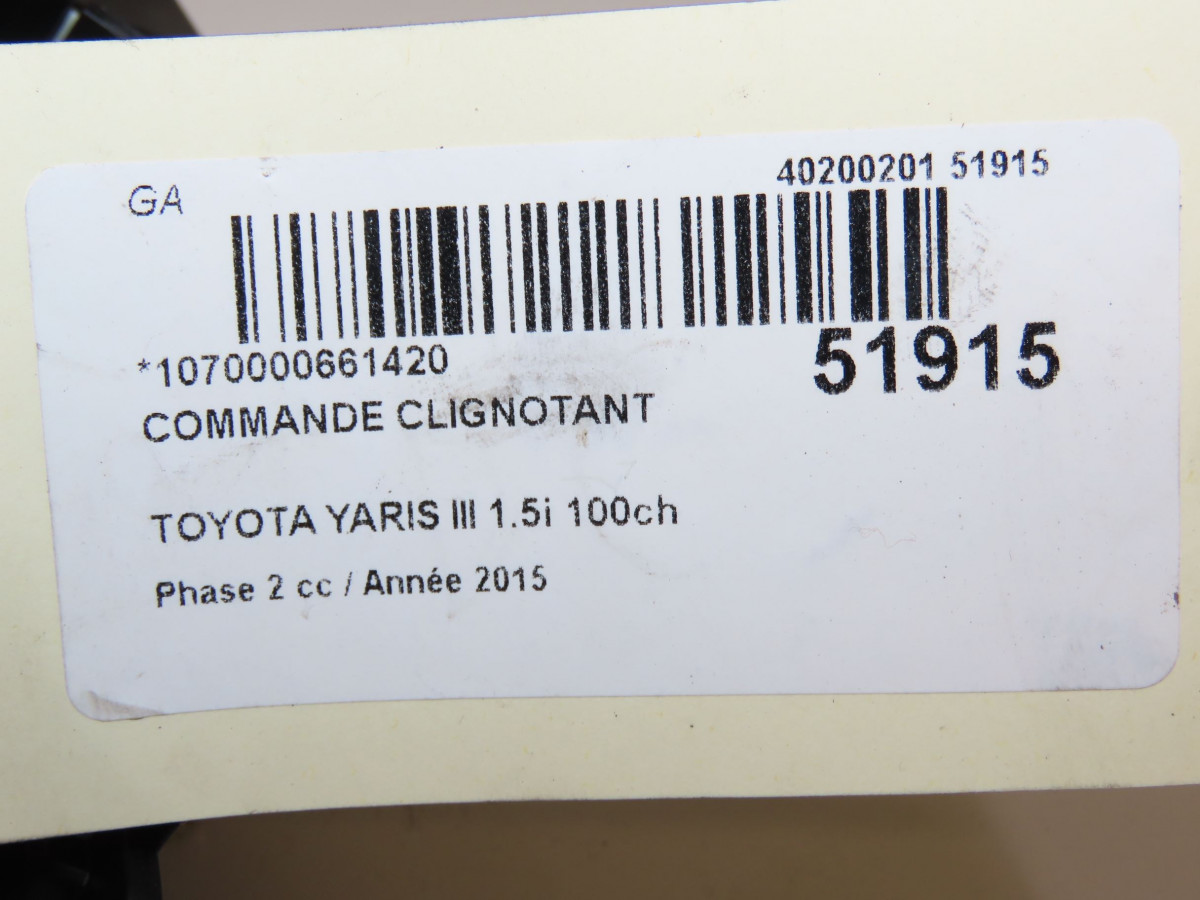 GA
40200201 51915
*1070000661420
51915
COMMANDE CLIGNOTANT
TOYOTA YARIS III 1.5i 100ch
Phase 2 cc / Année 2015